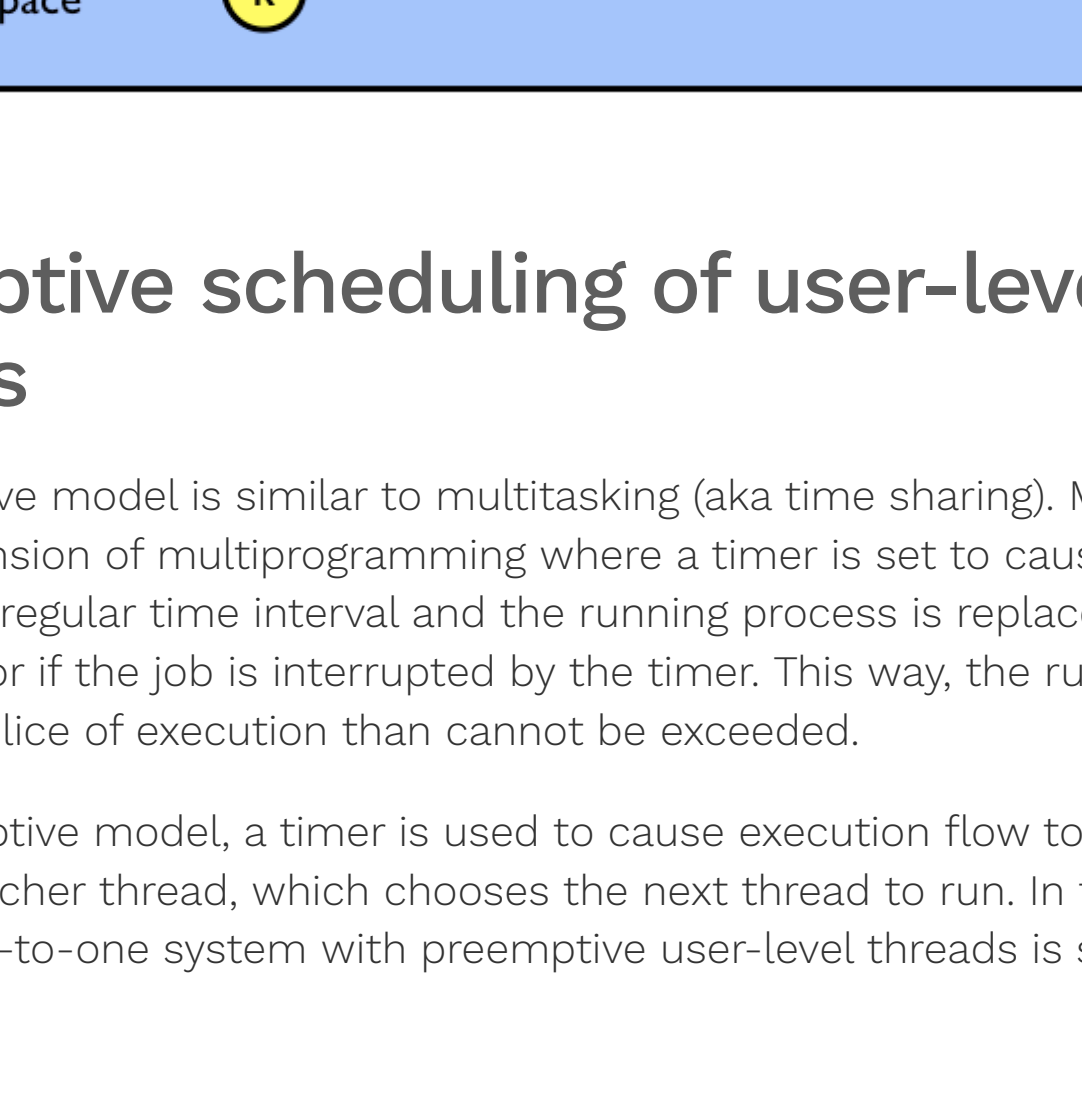 pace
ptive scheduling of user-leve
s
ve model is similar to multitasking (aka time sharing). M
nsion of multiprogramming where a timer is set to caus
regular time interval and the running process is replace
or if the job is interrupted by the timer. This way, the ru
lice of execution than cannot be exceeded.
ptive model, a timer is used to cause execution flow to
cher thread, which chooses the next thread to run. In
-to-one system with preemptive user-level threads is s